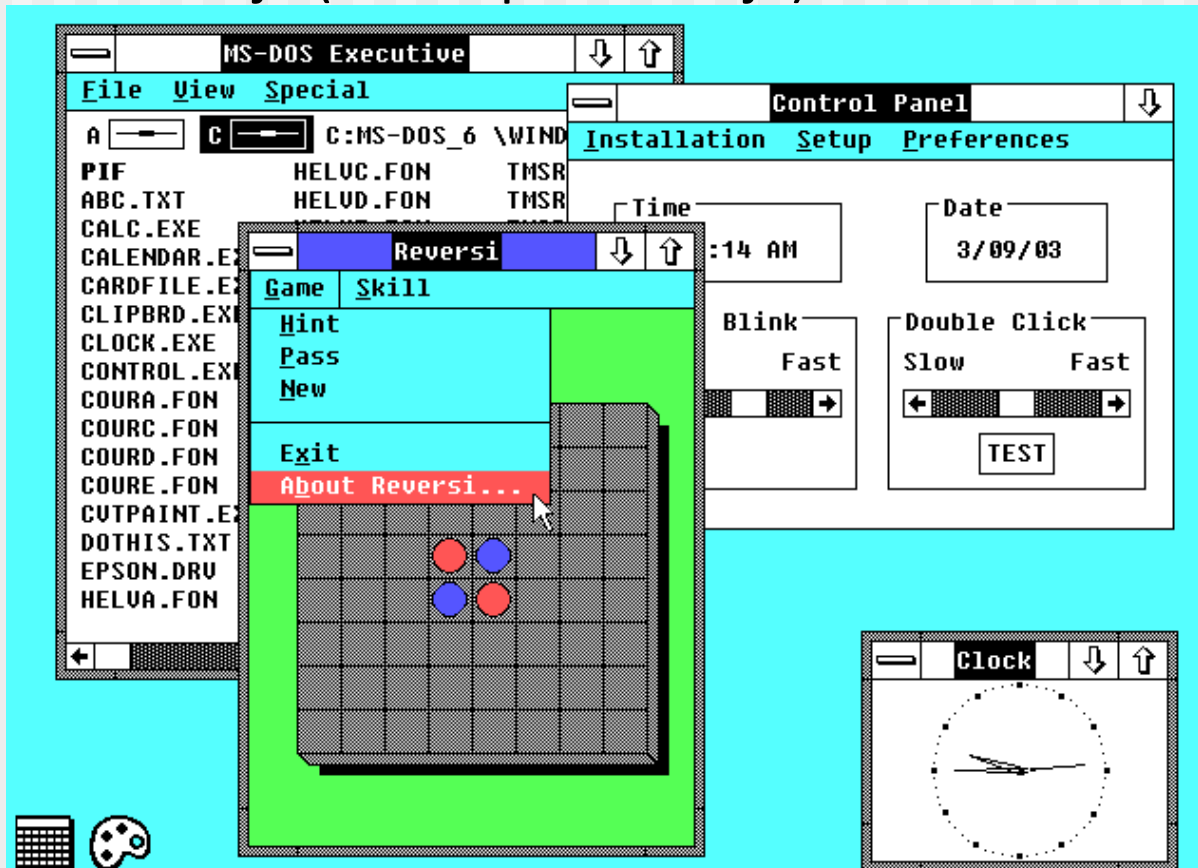 MS-DOS Executive
File View Special
A C C:MS-DOS_6 \WIND
PIF HELVC.FON TMSR
ABC.TXT HELVD.FON TMSR
CALC.EXE
CALENDAR.E
CARDFILE.E
CLIPBRD.EX
CLOCK.EXE
CONTROL.EX
COURA.FON
COURC.FON
COURD.FON
COURE.FON
CVTPAINT.E
DOTHIS.TXT
EPSON.DRV
HELVA.FON
Control Panel
Installation Setup Preferences
Time
:14 AM
Date
3/09/03
Blink
Fast
Double Click
Slow Fast
TEST
Reversi
Game Skill
Hint
Pass
New
Exit
About Reversi...
Clock